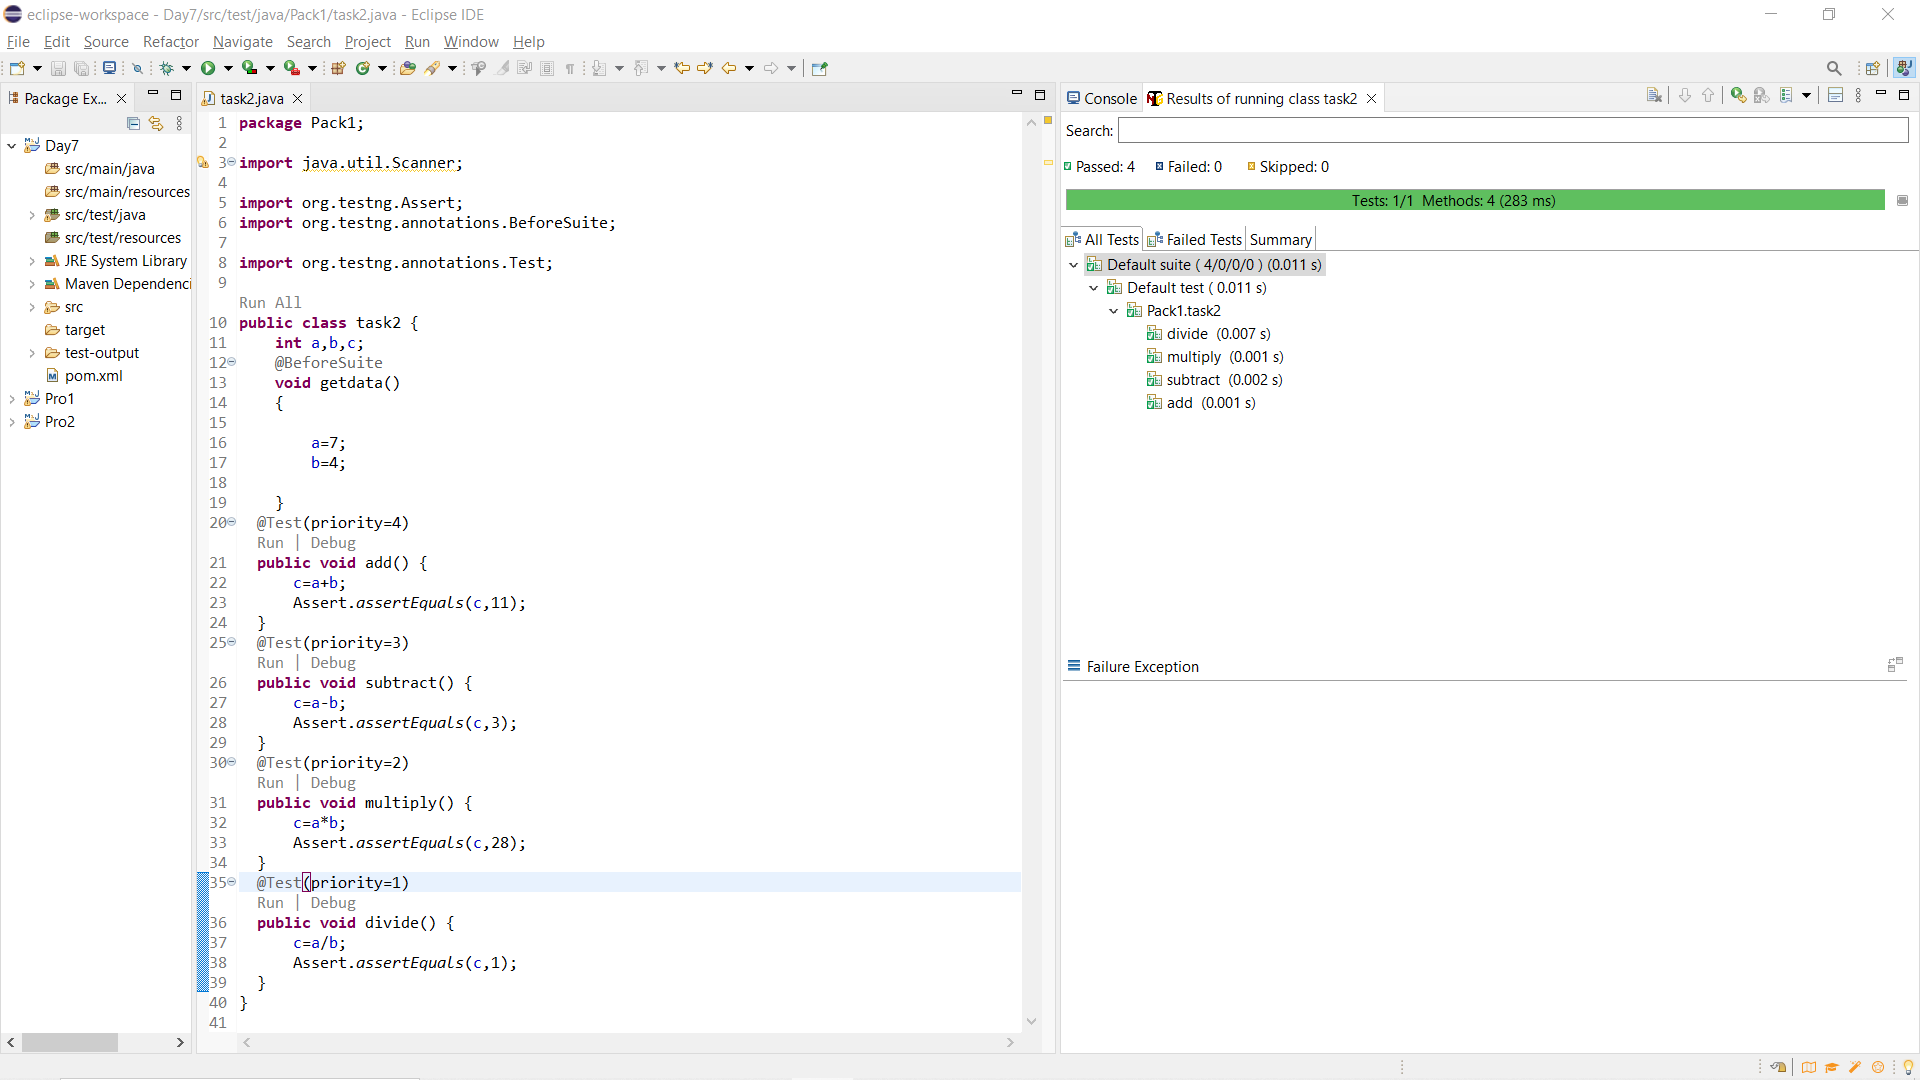 eclipse-workspace - Day7/src/test/java/Pack1/task2.java - Eclipse IDE
File Edit Source Refactor Navigate Search Project Run Window Help
Package Ex...
Day7
src/main/java
src/main/resources
src/test/java
src/test/resources
JRE System Library
Maven Dependenci
src
target
test-output
pom.xml
Pro1
Pro2
task2.java
1 package Pack1;
2
3 import java.util.Scanner;
4
5 import org.testng.Assert;
6 import org.testng.annotations.BeforeSuite;
7
8 import org.testng.annotations.Test;
9
Run All
10 public class task2 {
11 int a,b,c;
12 @BeforeSuite
13 void getdata()
14 {
15
16 a=7;
17 b=4;
18
19 }
20 @Test(priority=4)
Run | Debug
21 public void add() {
22 c=a+b;
23 Assert.assertEquals(c,11);
24 }
25 @Test(priority=3)
Run | Debug
26 public void subtract() {
27 c=a-b;
28 Assert.assertEquals(c,3);
29 }
30 @Test(priority=2)
Run | Debug
31 public void multiply() {
32 c=a*b;
33 Assert.assertEquals(c,28);
34 }
35 @Test(priority=1)
Run | Debug
36 public void divide() {
37 c=a/b;
38 Assert.assertEquals(c,1);
39 }
40 }
41
Console Results of running class task2
Search:
Passed: 4 Failed: 0 Skipped: 0
Tests: 1/1 Methods: 4 (283 ms)
All Tests Failed Tests Summary
Default suite ( 4/0/0/0 ) (0.011 s)
Default test ( 0.011 s)
Pack1.task2
divide (0.007 s)
multiply (0.001 s)
subtract (0.002 s)
add (0.001 s)
Failure Exception